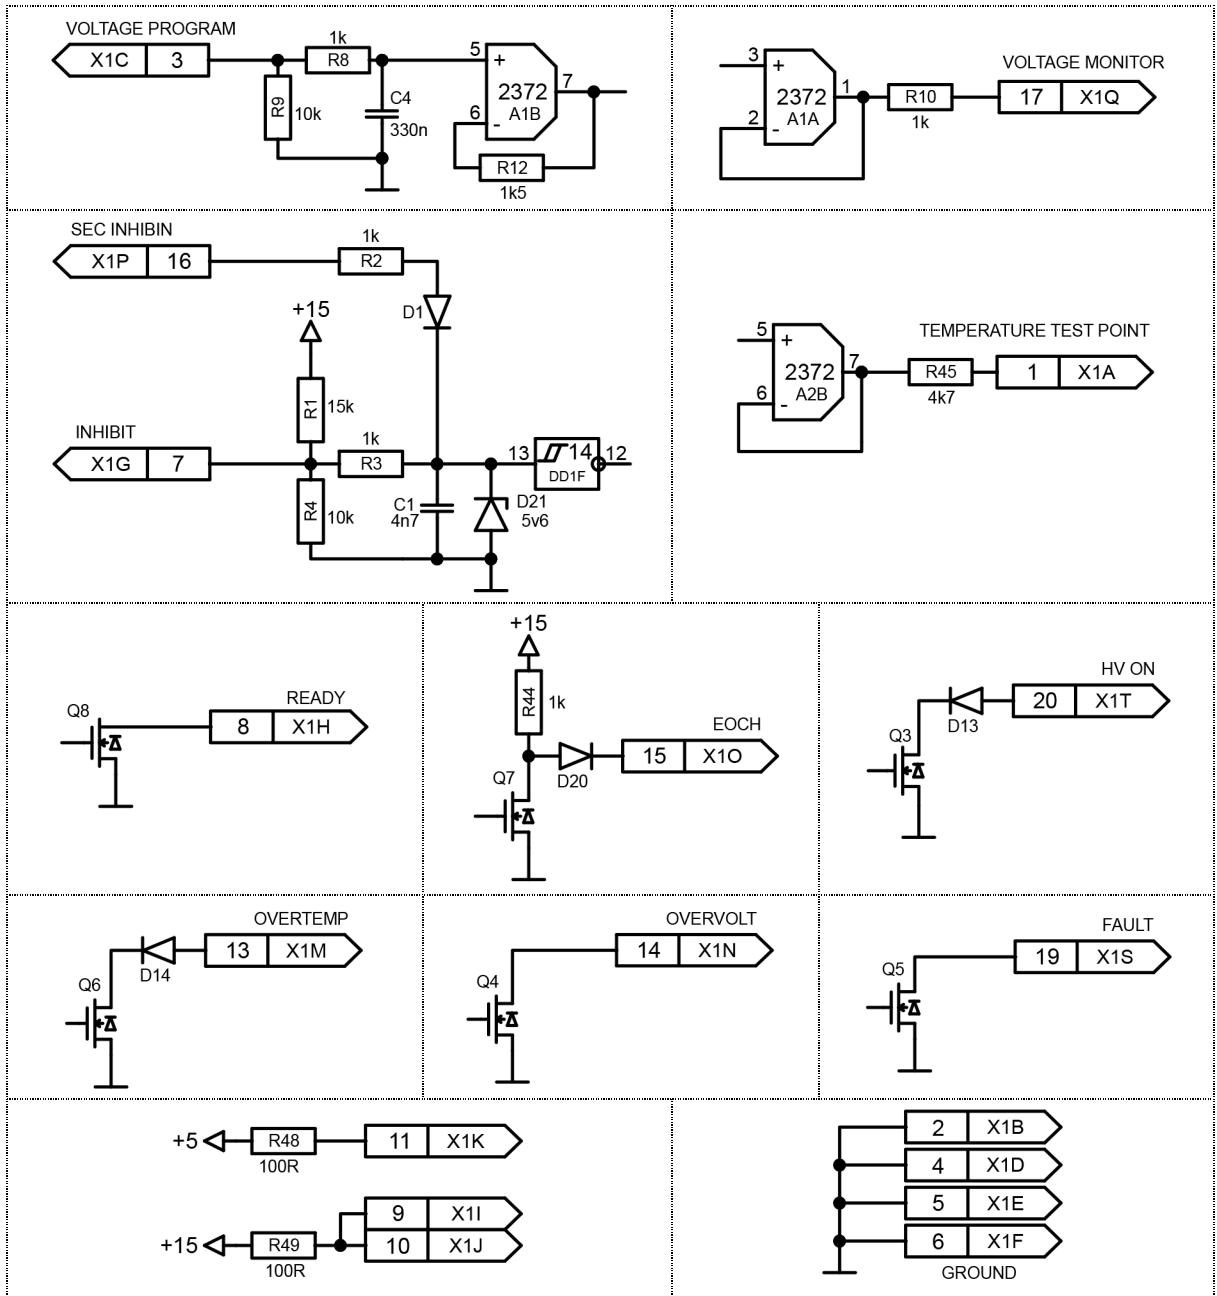 VOLTAGE PROGRAM
X1C 3
1k
R8
R9
10k
C4
330n
5
+
2372
A1B
7
6
-
R12
1k5
VOLTAGE MONITOR
3
+
2372
A1A
1
2
-
R10
1k
17 X1Q
SEC INHIBIN
X1P 16
1k
R2
D1
+15
R1
15k
INHIBIT
X1G 7
1k
R3
R4
10k
C1
4n7
D21
5v6
13
14
DD1F
12
TEMPERATURE TEST POINT
5
+
2372
A2B
7
6
-
R45
4k7
1 X1A
READY
Q8
8 X1H
+15
R44
1k
EOCH
15 X1O
D20
Q7
HV ON
20 X1T
D13
Q3
OVERTEMP
13 X1M
D14
Q6
OVERVOLT
14 X1N
Q4
FAULT
19 X1S
Q5
+5
R48
100R
11 X1K
9 X1I
+15
R49
100R
10 X1J
2 X1B
4 X1D
5 X1E
6 X1F
GROUND